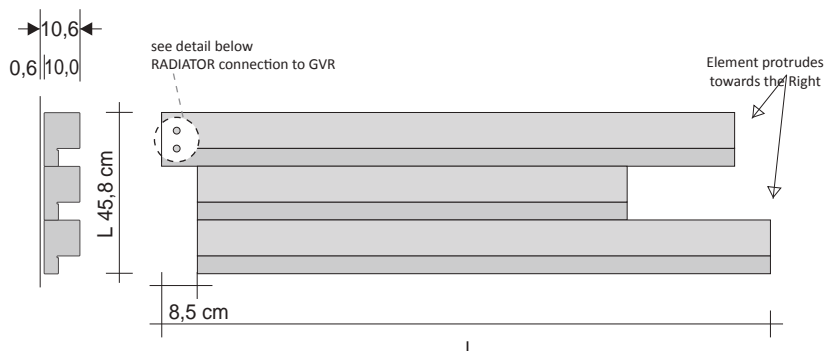 10,6
0,6 10,0
see detail below
RADIATOR connection to GVR
Element protrudes
towards the Right
L 45,8 cm
8,5 cm
L